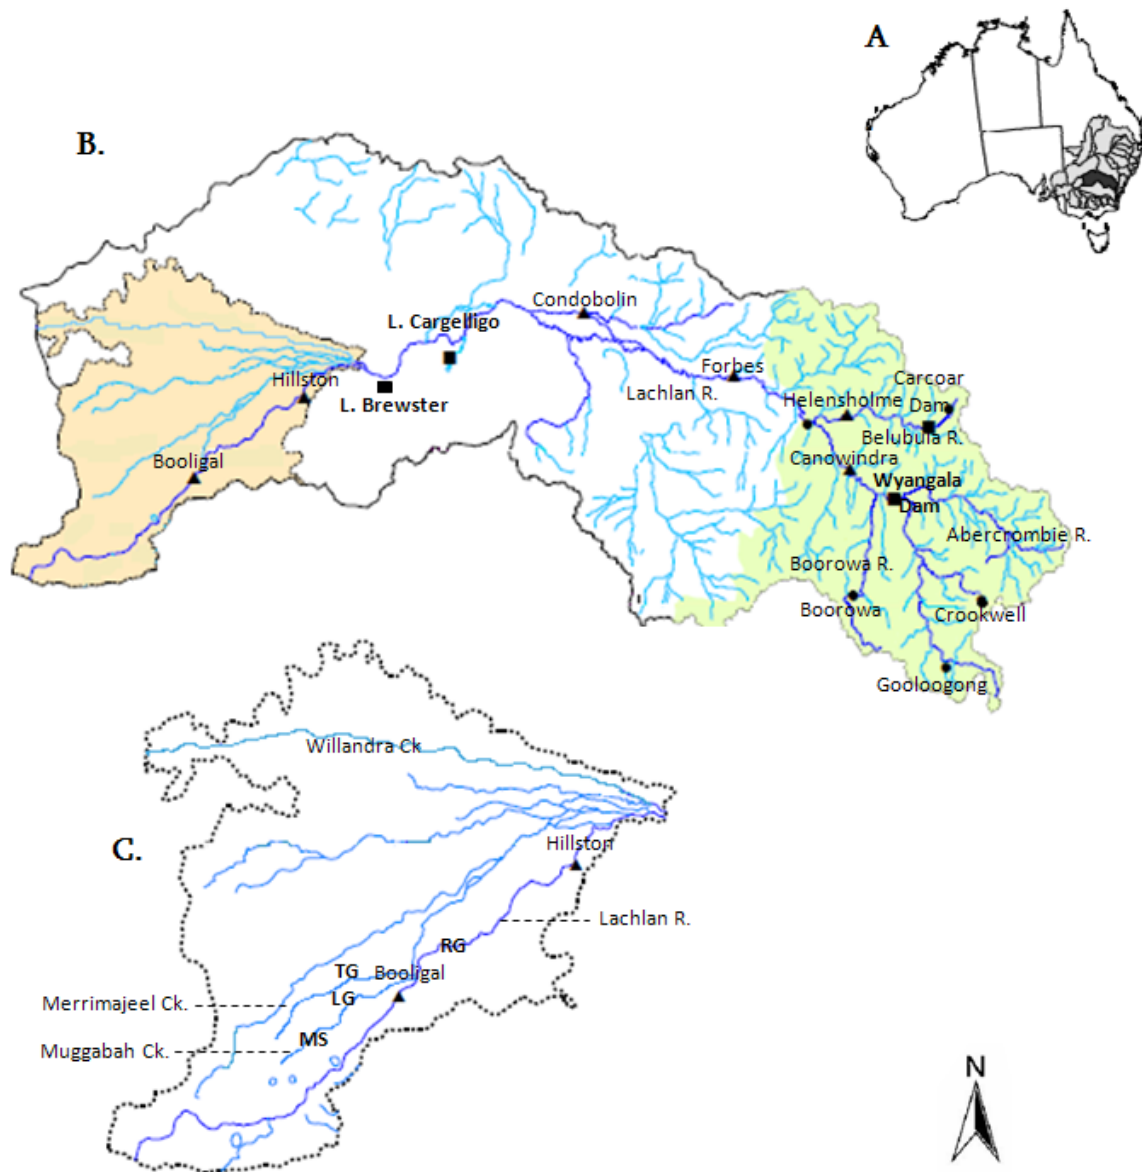 A
B.
Condobolin
L. Cargelligo
Forbes
Carcoar
Dam
Hillston
Lachlan R.
Helensholme
L. Brewster
Belubula R.
Booligal
Canowindra
Wyangala
Dam
Abercrombie R.
Boorowa R.
Boorowa
Crookwell
Gooloogong
Willandra Ck
C.
Hillston
Lachlan R.
RG
TG
Booligal
LG
Merrimajeel Ck.
MS
Muggabah Ck.
N